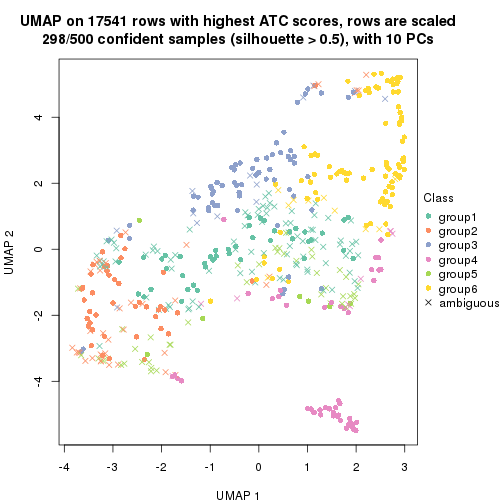 UMAP on 17541 rows with highest ATC scores, rows are scaled
298/500 confident samples (silhouette > 0.5), with 10 PCs
UMAP 2
4
2
0
-2
-4
-4 -3 -2 -1 0 1 2 3
UMAP 1
Class
group1
group2
group3
group4
group5
group6
ambiguous